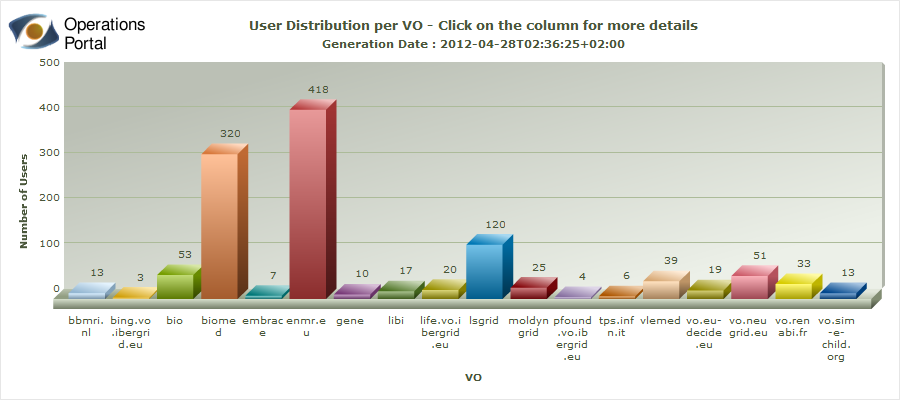 Operations
Portal
User Distribution per VO - Click on the column for more details
Generation Date : 2012-04-28T02:36:25+02:00
500
400
300
200
100
0
Number of Users
13
3
53
320
7
418
10
17
20
120
25
4
6
39
19
51
33
13
bbmri.
nl
bing.vo
.ibergri
d.eu
bio
biome
d
embrac
e
enmr.e
u
gene
libi
life.vo.i
bergrid
.eu
lsgrid
moldyn
grid
pfound
.vo.ib
ergrid.
eu
tps.inf
n.it
vlemed
vo.eu-
decide
.eu
vo.neu
grid.eu
vo.ren
abi.fr
vo.sim
-e-
child.
org
VO